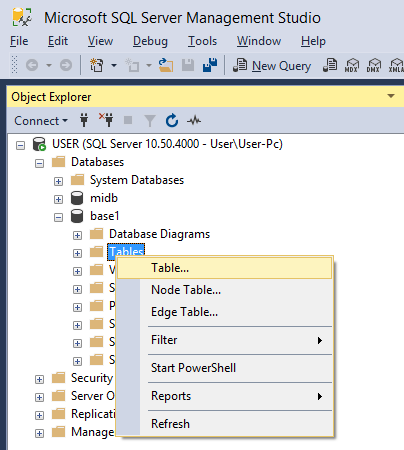 Microsoft SQL Server Management Studio
File Edit View Debug Tools Window Community Help
New Query MDX DMX XMLA
Object Explorer
Connect
USER (SQL Server 10.50.4000 - User\User-Pc)
Databases
System Databases
midb
base1
Database Diagrams
Tables
Table...
V
Node Table...
S
P
Edge Table...
S
S
Filter
S
Start PowerShell
Security
Server O
Reports
Replicati
Manage
Refresh